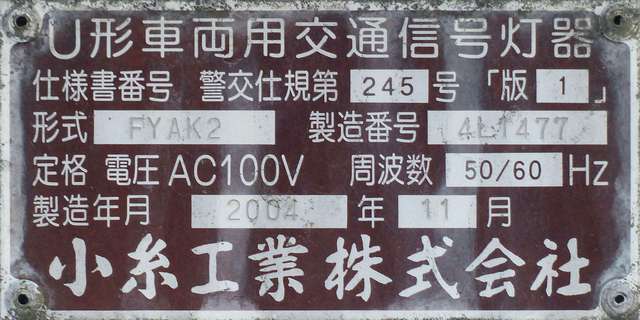 U形車両用交通信号灯器
仕様書番号 警交仕規第 245 号 「版 1 」
形式 FYAK2 製造番号 4L1477
定格 電圧 AC100V 周波数 50/60 Hz
製造年月 2004 年 11 月
小糸工業株式会社